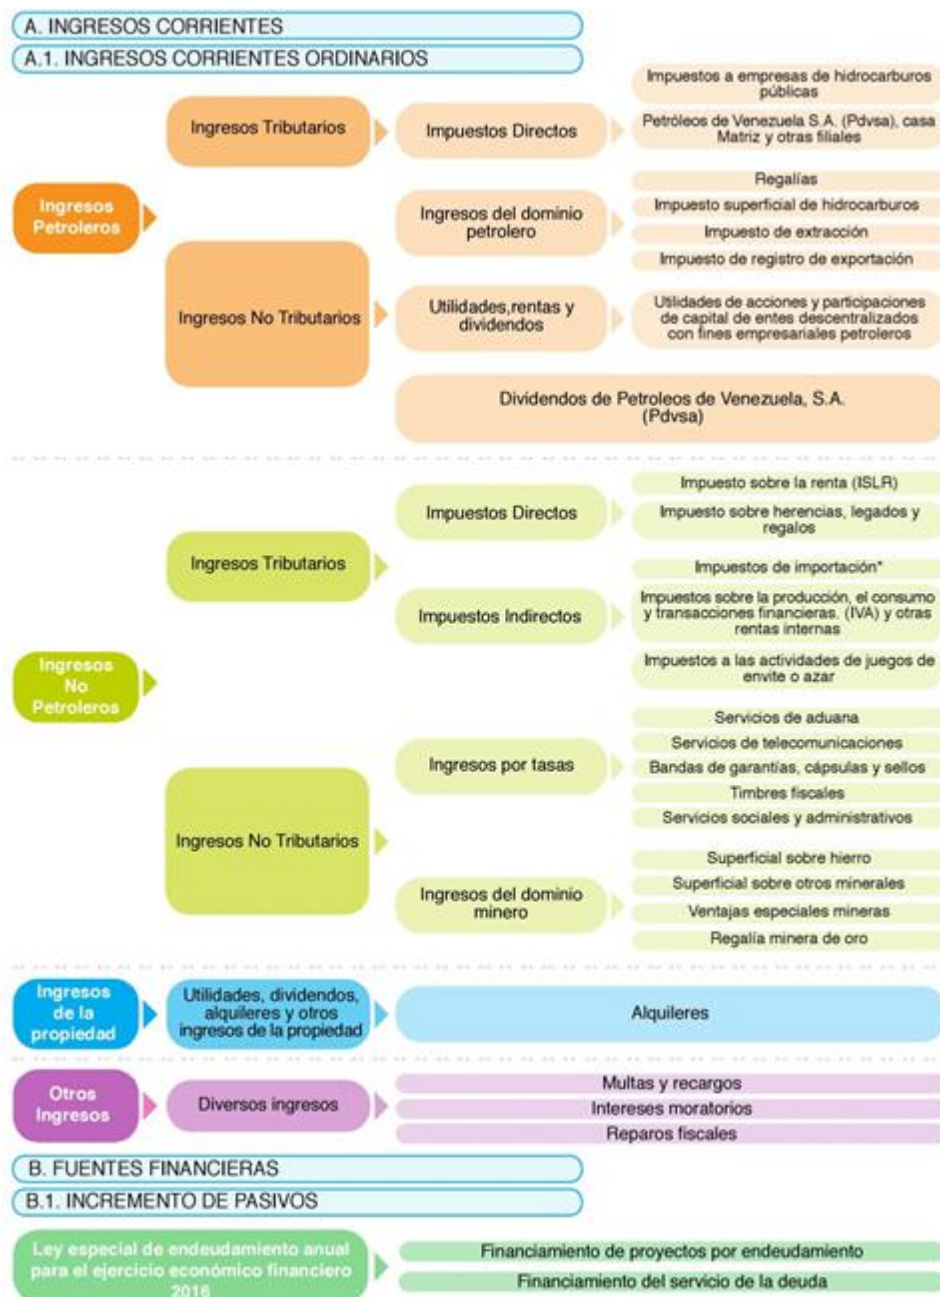 A. INGRESOS CORRIENTES
A.1. INGRESOS CORRIENTES ORDINARIOS
Ingresos
Petroleros
Ingresos Tributarios
Impuestos Directos
Impuestos a empresas de hidrocarburos
públicas
Petróleos de Venezuela S.A. (Pdvsa), casa
Matriz y otras filiales
Ingresos No Tributarios
Ingresos del dominio
petrolero
Regalías
Impuesto superficial de hidrocarburos
Impuesto de extracción
Impuesto de registro de exportación
Utilidades,rentas y
dividendos
Utilidades de acciones y participaciones
de capital de entes descentralizados
con fines empresariales petroleros
Dividendos de Petroleos de Venezuela, S.A.
(Pdvsa)
Ingresos
No
Petroleros
Ingresos Tributarios
Impuestos Directos
Impuesto sobre la renta (ISLR)
Impuesto sobre herencias, legados y
regalos
Impuestos Indirectos
Impuestos de importación*
Impuestos sobre la producción, el consumo
y transacciones financieras, (IVA) y otras
rentas internas
Impuestos a las actividades de juegos de
envite o azar
Ingresos No Tributarios
Ingresos por tasas
Servicios de aduana
Servicios de telecomunicaciones
Bandas de garantías, cápsulas y sellos
Timbres fiscales
Servicios sociales y administrativos
Ingresos del dominio
minero
Superficial sobre hierro
Superficial sobre otros minerales
Ventajas especiales mineras
Regalía minera de oro
Ingresos
de la
propiedad
Utilidades, dividendos,
alquileres y otros
ingresos de la propiedad
Alquileres
Otros
Ingresos
Diversos ingresos
Multas y recargos
Intereses moratorios
Reparos fiscales
B. FUENTES FINANCIERAS
B.1. INCREMENTO DE PASIVOS
Ley especial de endeudamiento anual
para el ejercicio económico financiero
2016
Financiamiento de proyectos por endeudamiento
Financiamiento del servicio de la deuda